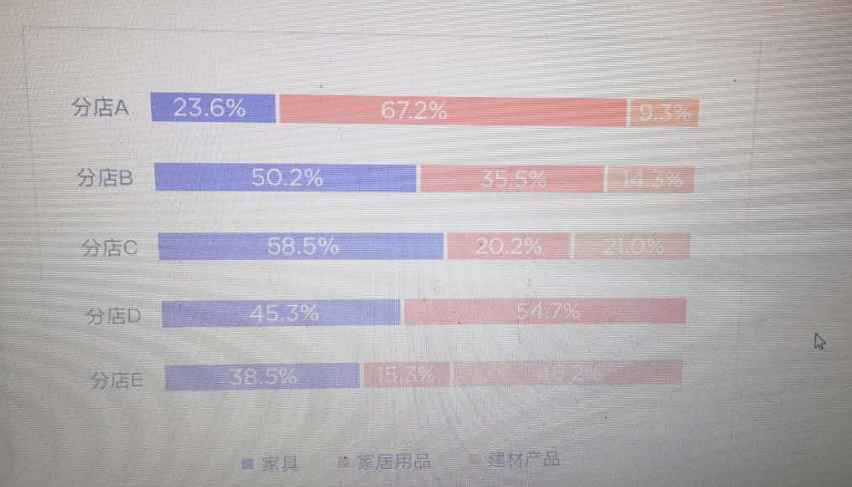 分店A 23.6% 67.2% 9.3%
分店B 50.2% 35.5% 14.3%
分店C 58.5% 20.2% 21.0%
分店D 45.3% 54.7%
分店E 38.5% 15.3% 46.2%
家具 家居用品 建材产品